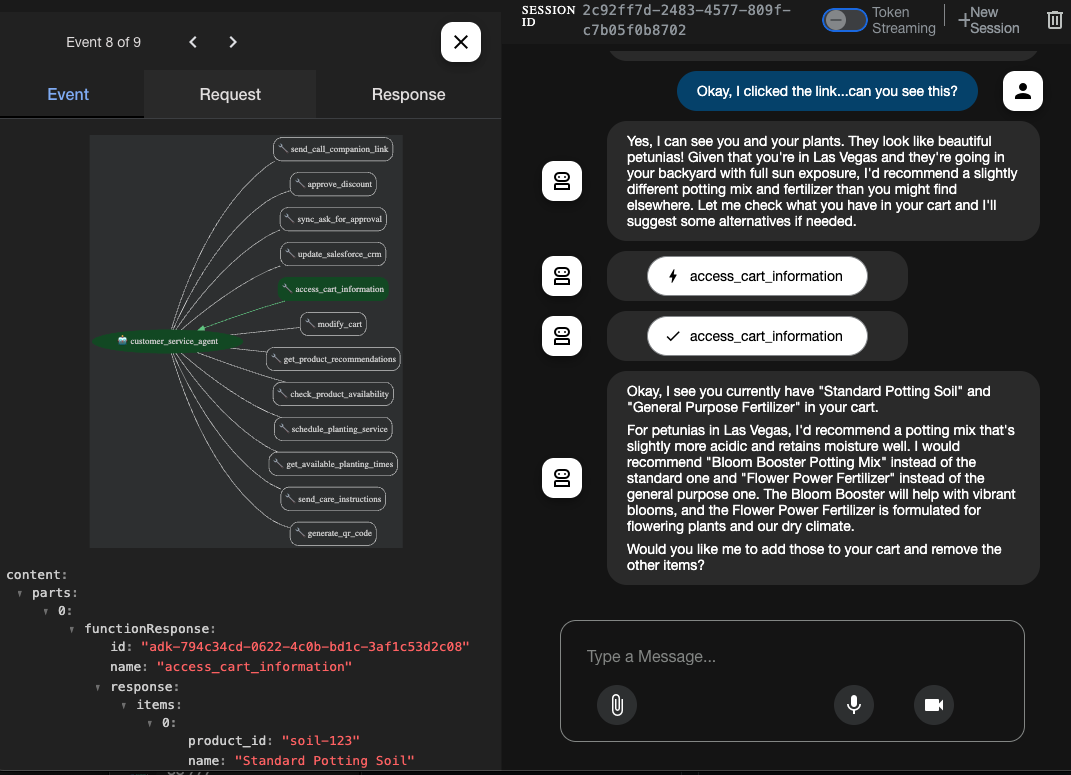 Event 8 of 9
Event
Request
Response
send_call_companion_link
approve_discount
sync_ask_for_approval
update_salesforce_crm
access_cart_information
modify_cart
customer_service_agent
get_product_recommendations
check_product_availability
schedule_planting_service
get_available_planting_times
send_care_instructions
generate_qr_code
content:
parts:
0:
functionResponse:
id: "adk-794c34cd-0622-4c0b-bd1c-3af1c53d2c08"
name: "access_cart_information"
response:
items:
0:
product_id: "soil-123"
name: "Standard Potting Soil"
SESSION
ID
2c92ff7d-2483-4577-809f-
c7b05f0b8702
Token
Streaming
New
Session
Okay, I clicked the link...can you see this?
Yes, I can see you and your plants. They look like beautiful
petunias! Given that you're in Las Vegas and they're going in
your backyard with full sun exposure, I'd recommend a slightly
different potting mix and fertilizer than you might find
elsewhere. Let me check what you have in your cart and I'll
suggest some alternatives if needed.
access_cart_information
access_cart_information
Okay, I see you currently have "Standard Potting Soil" and
"General Purpose Fertilizer" in your cart.
For petunias in Las Vegas, I'd recommend a potting mix that's
slightly more acidic and retains moisture well. I would
recommend "Bloom Booster Potting Mix" instead of the
standard one and "Flower Power Fertilizer" instead of the
general purpose one. The Bloom Booster will help with vibrant
blooms, and the Flower Power Fertilizer is formulated for
flowering plants and our dry climate.
Would you like me to add those to your cart and remove the
other items?
Type a Message...